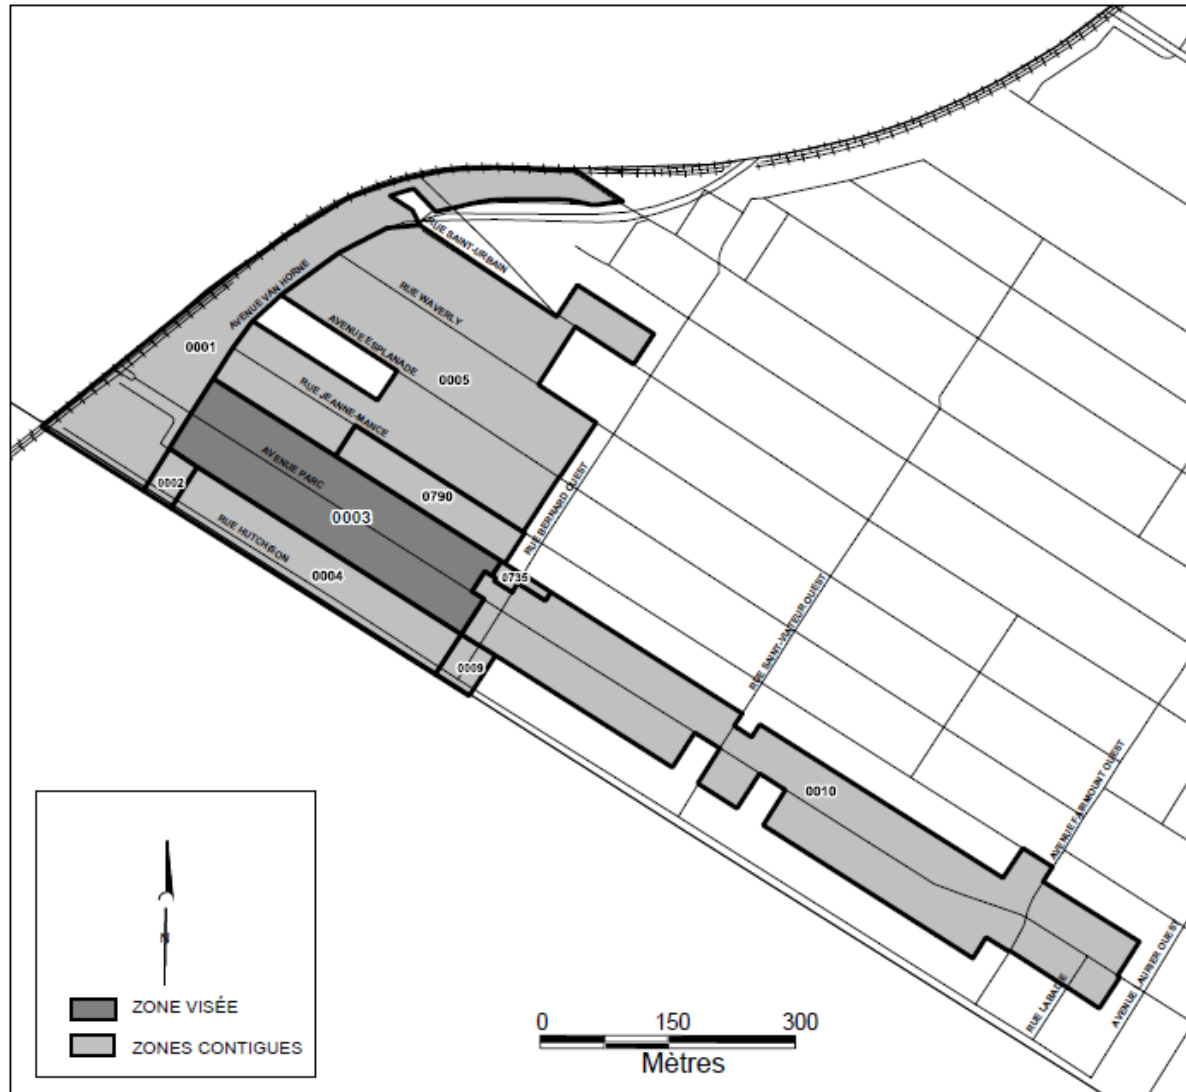 RUE SAINT-URBAIN
AVENUE VAN HORNE
RUE WAVERLY
AVENUE ESPLANADE
0001
0005
RUE JEANNE-MANCE
AVENUE PARC
0002
0790
0003
RUE BERNARD OUEST
RUE HUTCHISON
0004
0735
RUE SAINT-VIATEUR OUEST
0009
0010
AVENUE FAIRMOUNT OUEST
AVENUE LAURIER OUEST
RUE LABADIE
N
ZONE VISÉE
ZONES CONTIGUES
0 150 300
Mètres